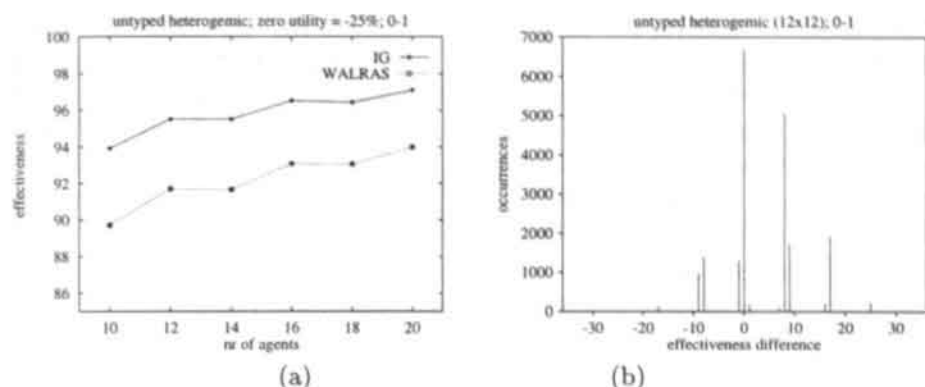 untyped heterogemic; zero utility = -25%; 0-1
100
98
96
94
92
90
88
86
effectiveness
IG
WALRAS
10 12 14 16 18 20
nr of agents
(a)
untyped heterogemic (12x12); 0-1
7000
6000
5000
4000
3000
2000
1000
0
occurrences
-30 -20 -10 0 10 20 30
effectiveness difference
(b)